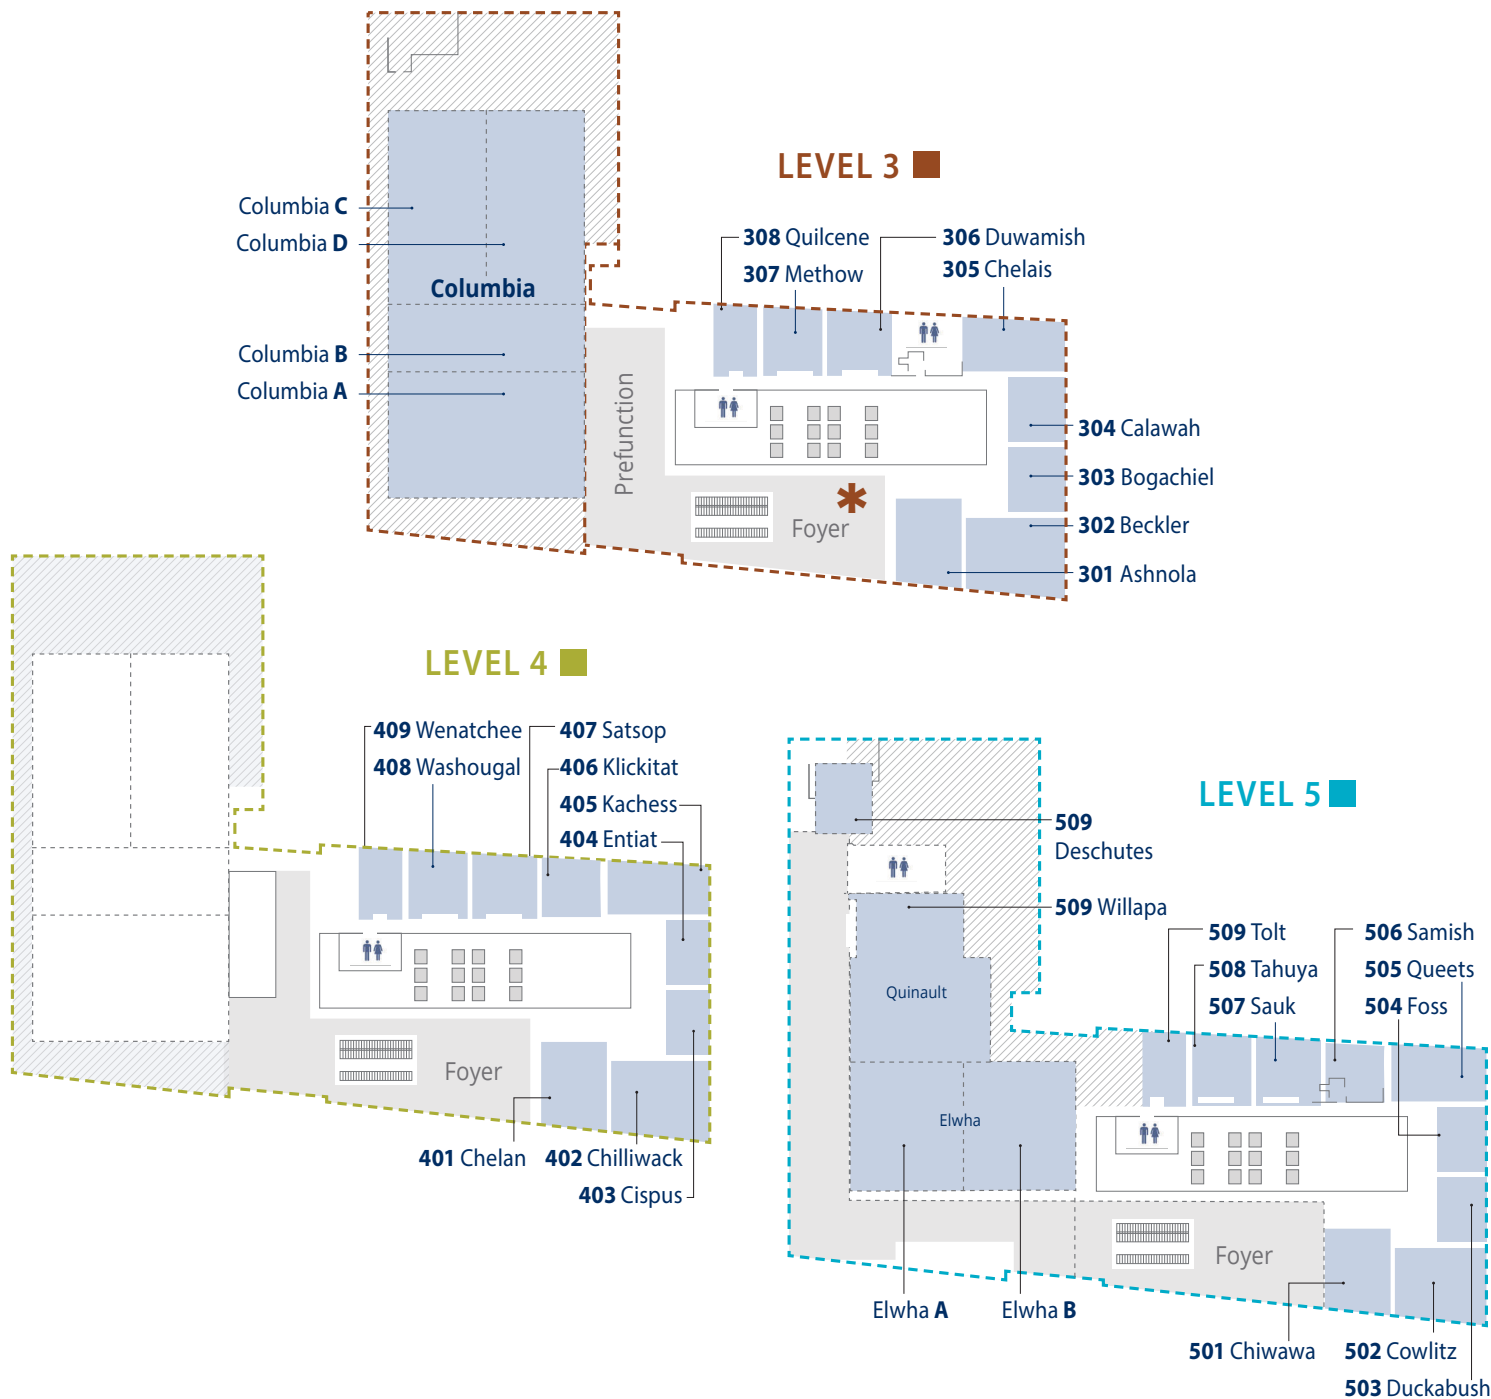 LEVEL 3
Columbia C
Columbia D
Columbia
Columbia B
Columbia A
308 Quilcene
307 Methow
306 Duwamish
305 Chelais
304 Calawah
303 Bogachiel
302 Beckler
301 Ashnola
Prefunction
*
Foyer
LEVEL 4
409 Wenatchee
408 Washougal
407 Satsop
406 Klickitat
405 Kachess
404 Entiat
Foyer
401 Chelan
402 Chilliwack
403 Cispus
LEVEL 5
509
Deschutes
509 Willapa
509 Tolt
508 Tahuya
507 Sauk
506 Samish
505 Queets
504 Foss
Quinault
Elwha
Foyer
Elwha A
Elwha B
501 Chiwawa
502 Cowlitz
503 Duckabush